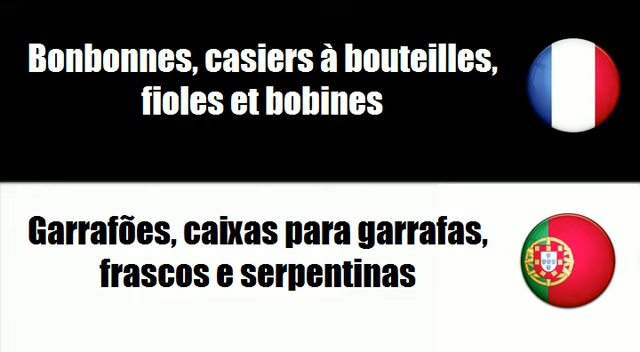 Bonbonnes, casiers à bouteilles,
fioles et bobines
Garrafões, caixas para garrafas,
frascos e serpentinas